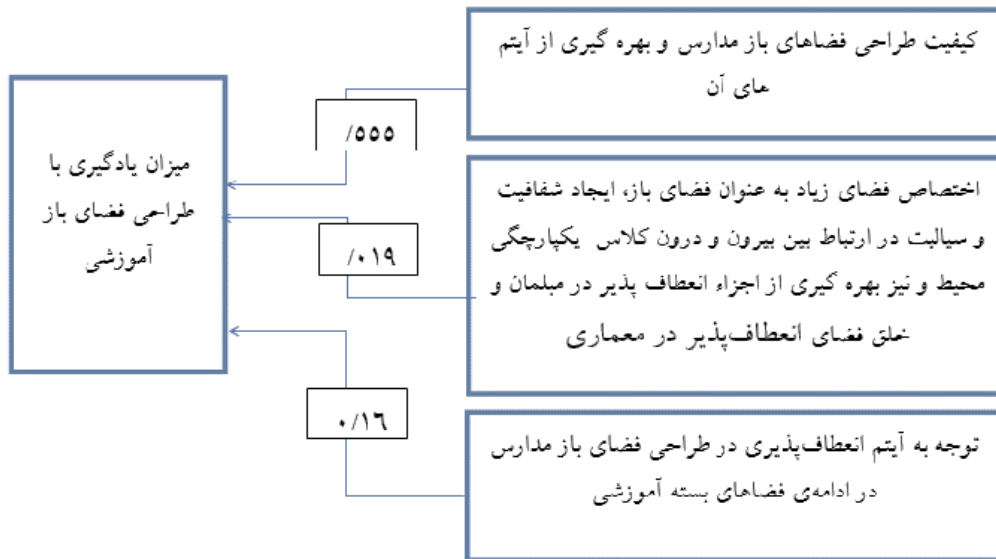 کیفیت طراحی فضاهای باز مدارس و بهره گیری از آیتم
های آن
/۵۵۵
میزان یادگیری با
طراحی فضای باز
آموزشی
اختصاص فضای زیاد به عنوان فضای باز، ایجاد شفافیت
و سیالیت در ارتباط بین بیرون و درون کلاس یکپارچگی
محیط و نیز بهره گیری از اجزاء انعطاف پذیر در مبلمان و
خلق فضای انعطاف‌پذیر در معماری
/۰۱۹
۰/۱۶
توجه به آیتم انعطاف‌پذیری در طراحی فضای باز مدارس
در ادامه‌ی فضاهای بسته آموزشی